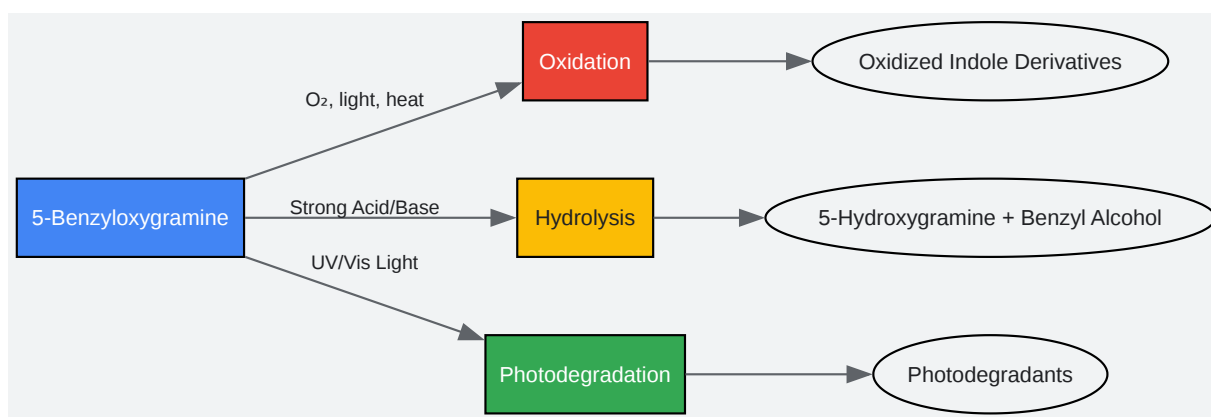 Oxidation
Oxidized Indole Derivatives
O₂, light, heat
5-Benzyloxygramine
Strong Acid/Base
Hydrolysis
5-Hydroxygramine + Benzyl Alcohol
UV/Vis Light
Photodegradation
Photodegradants